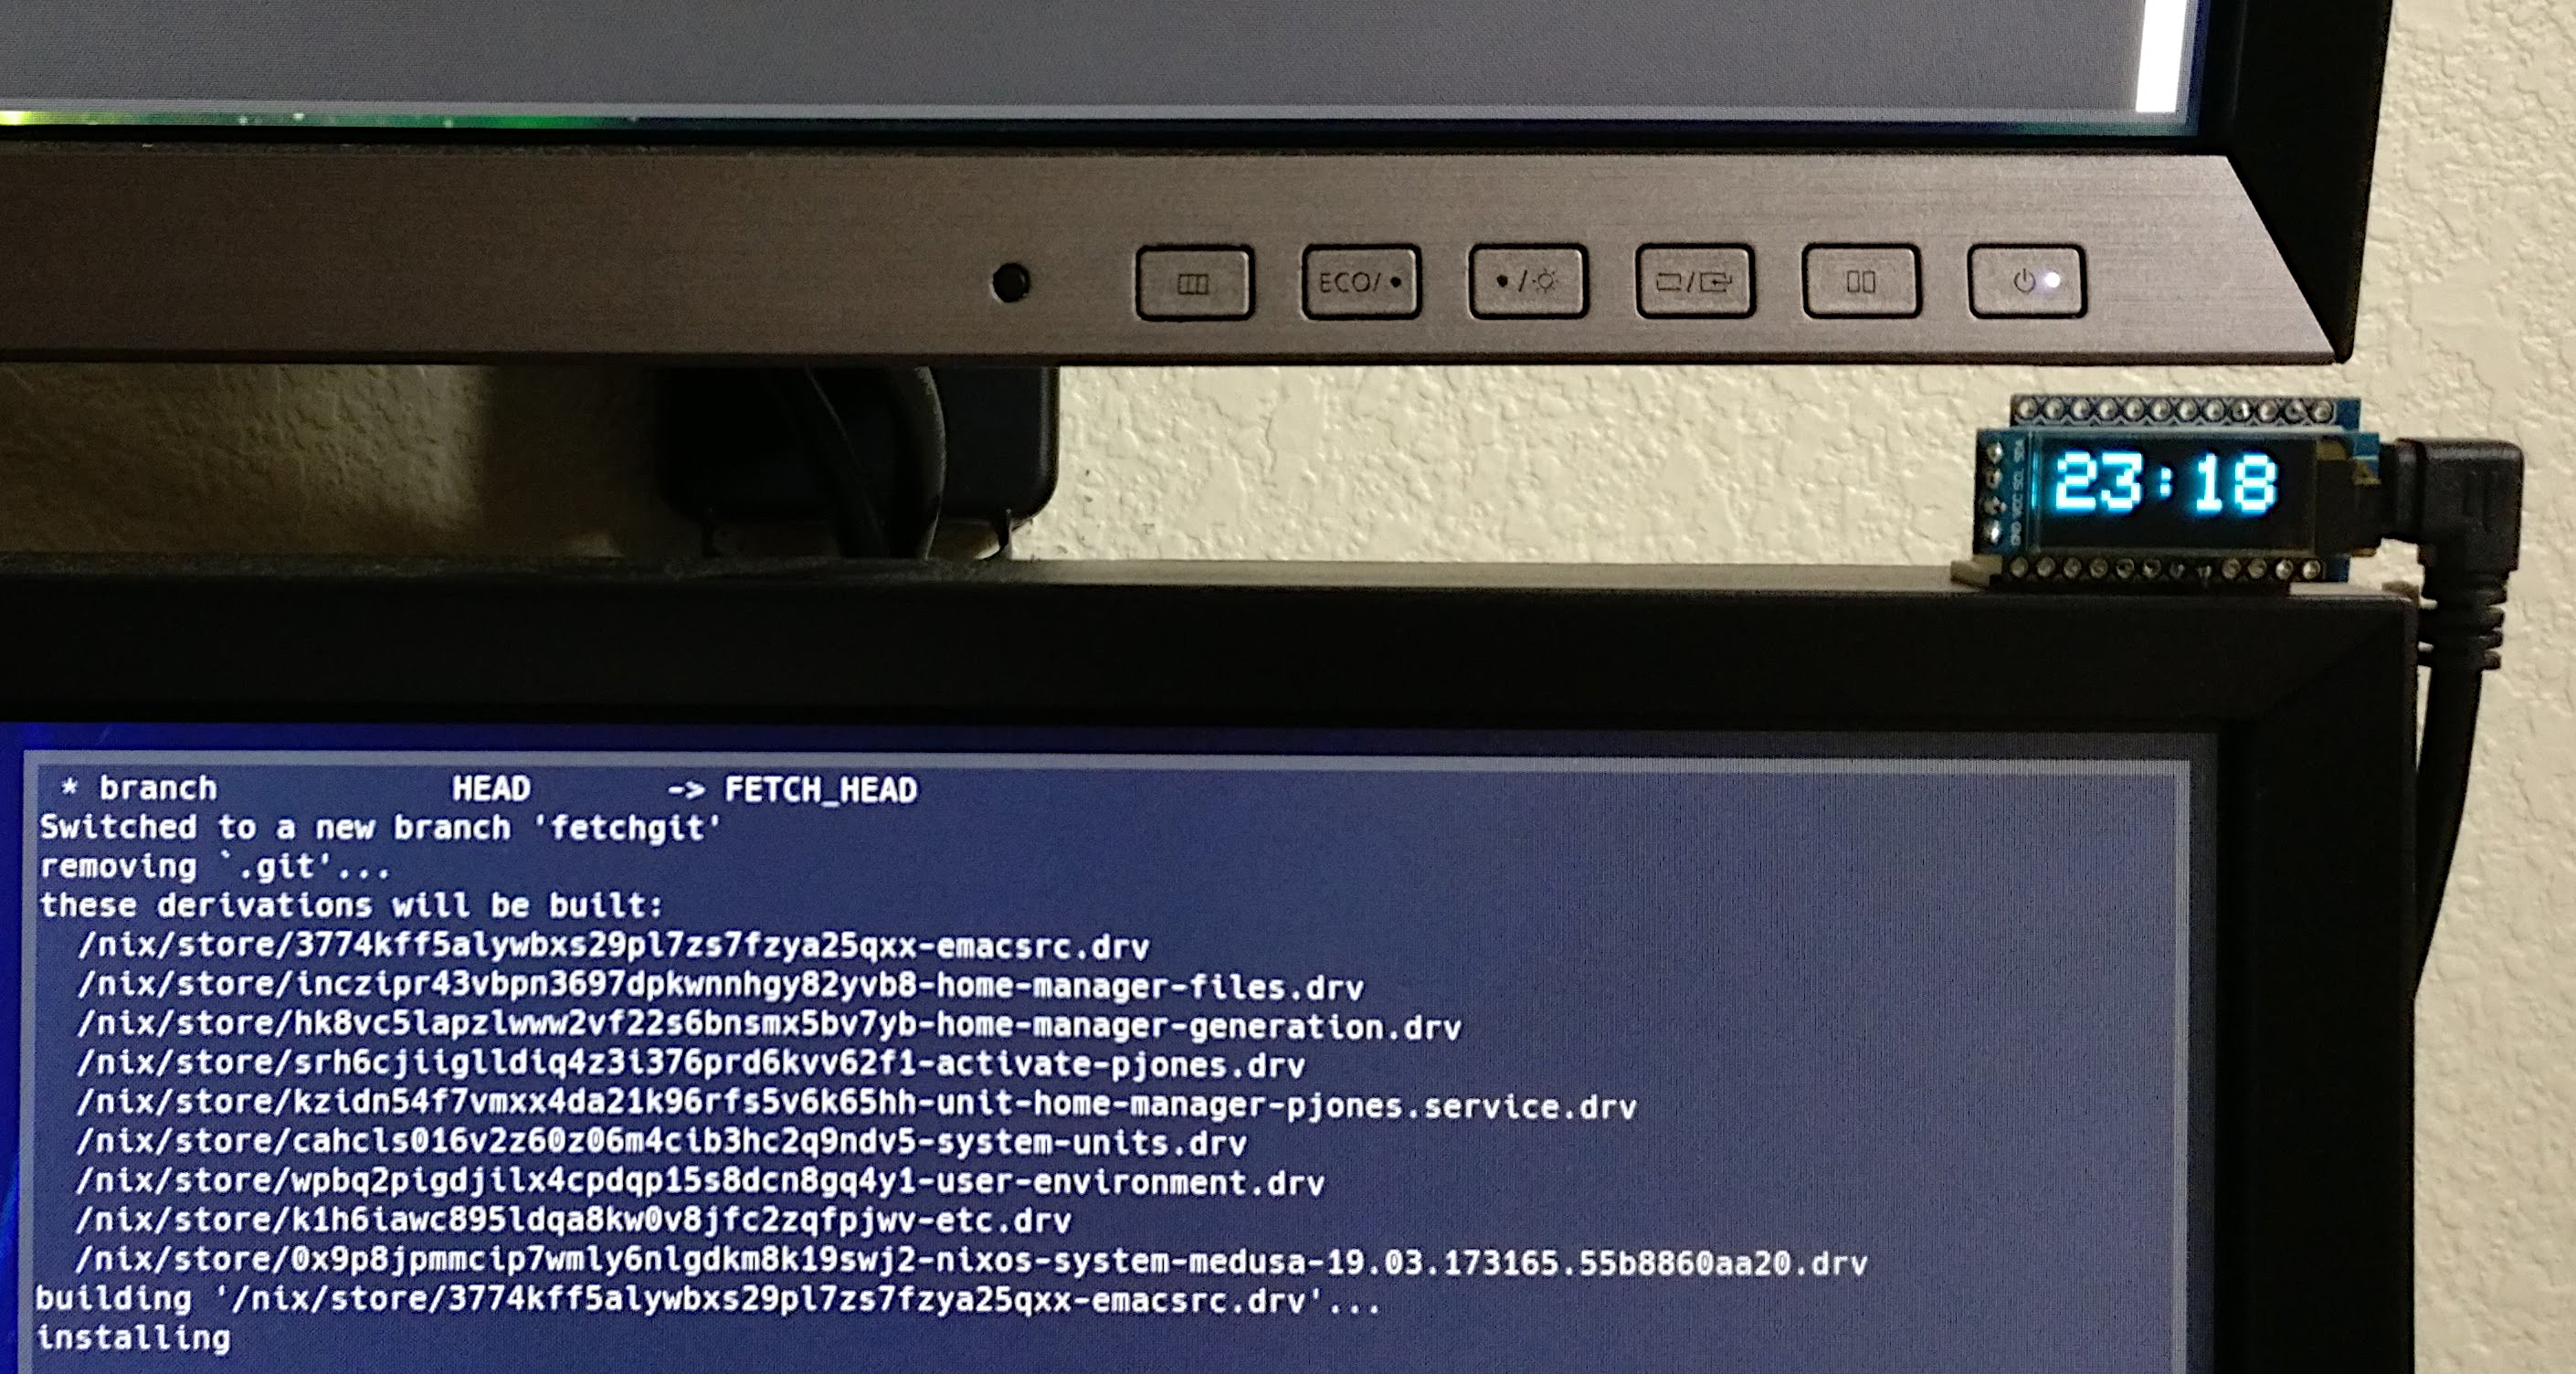 ECO/
23:18
GND VCC SCL SDA
* branch HEAD -> FETCH_HEAD
Switched to a new branch 'fetchgit'
removing `.git'...
these derivations will be built:
/nix/store/3774kff5alywbxs29pl7zs7fzya25qxx-emacsrc.drv
/nix/store/inczipr43vbpn3697dpkwnnhgy82yvb8-home-manager-files.drv
/nix/store/hk8vc5lapzlwww2vf22s6bnsmx5bv7yb-home-manager-generation.drv
/nix/store/srh6cjiiglldiq4z3i376prd6kvv62f1-activate-pjones.drv
/nix/store/kzidn54f7vmxx4da21k96rfs5v6k65hh-unit-home-manager-pjones.service.drv
/nix/store/cahcls016v2z60z06m4cib3hc2q9ndv5-system-units.drv
/nix/store/wpbq2pigdjilx4cpdqp15s8dcn8gq4y1-user-environment.drv
/nix/store/k1h6iawc895ldqa8kw0v8jfc2zqfpjwv-etc.drv
/nix/store/0x9p8jpmmcip7wmly6nlgdkm8k19swj2-nixos-system-medusa-19.03.173165.55b8860aa20.drv
building '/nix/store/3774kff5alywbxs29pl7zs7fzya25qxx-emacsrc.drv'...
installing